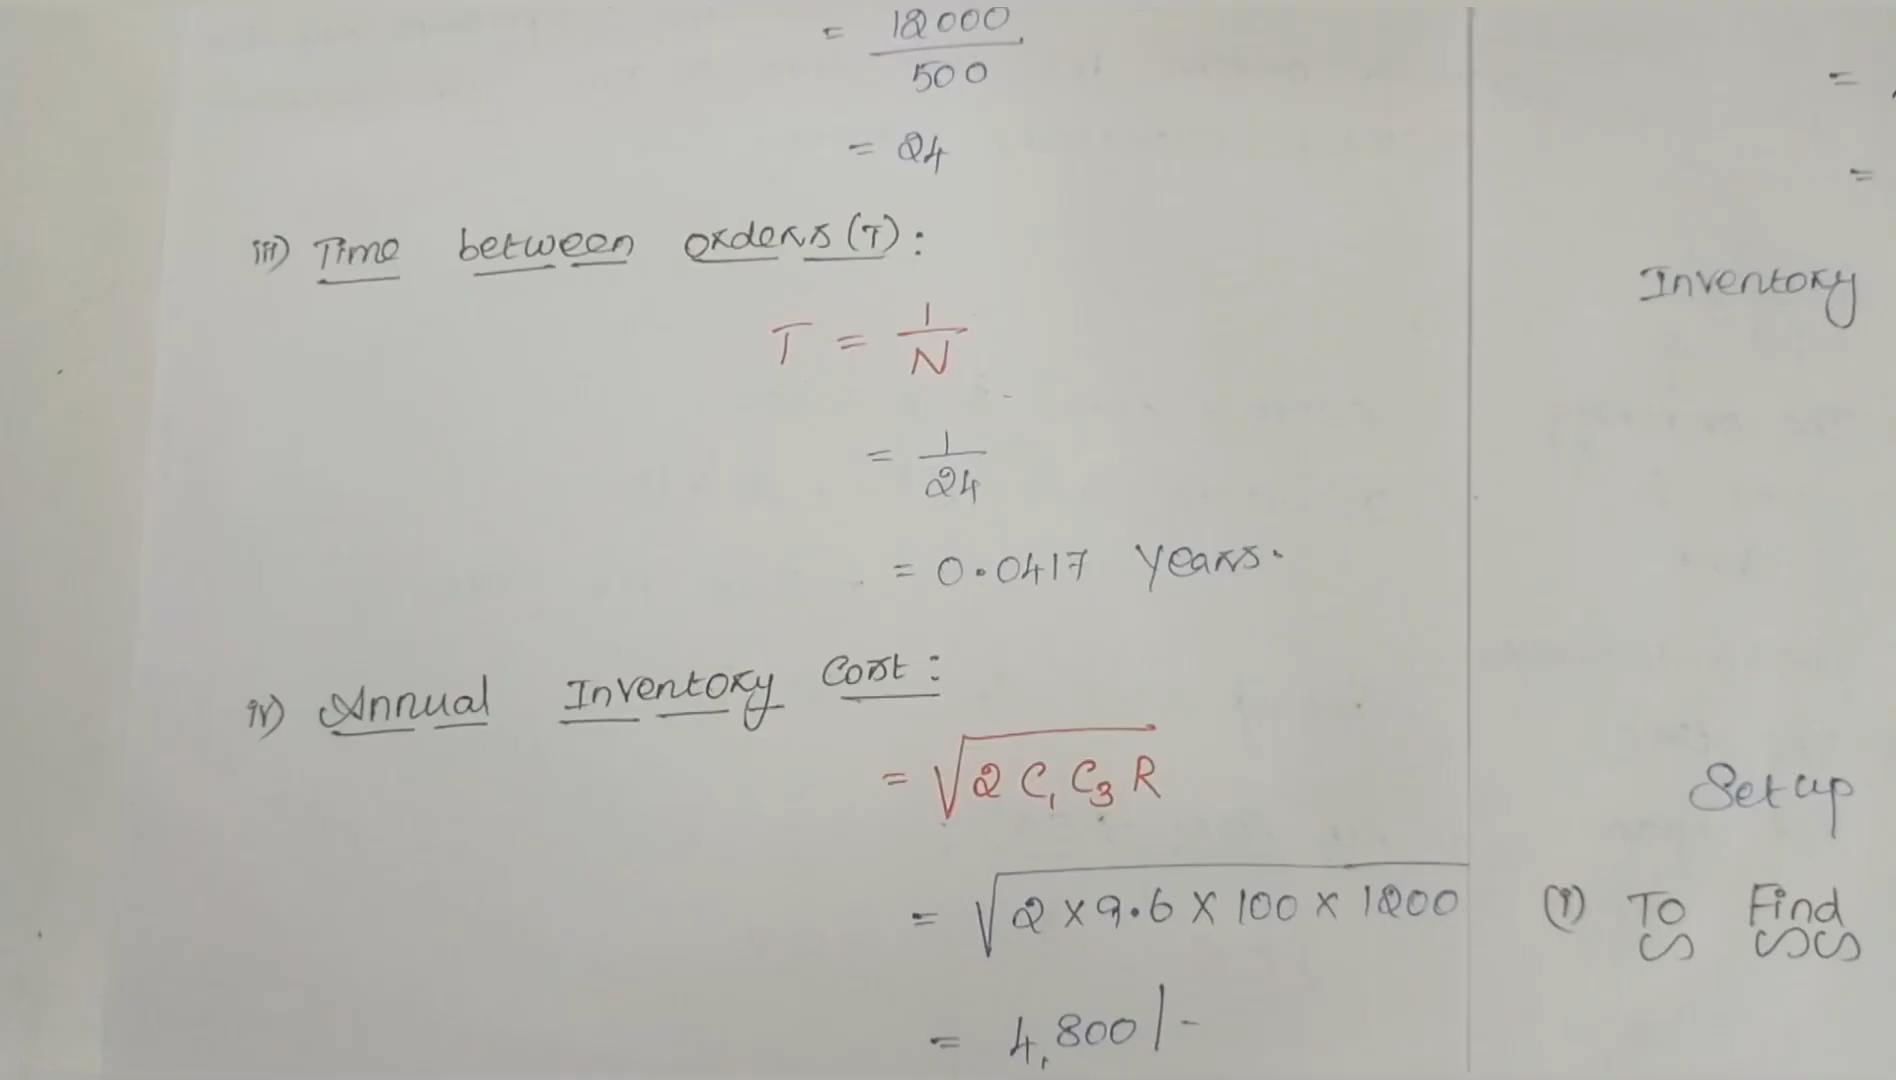 = 12000
500
= 24
iii) Time between orders (T) :
T = 1
N
= 1
24
= 0.0417 Years.
iv) Annual Inventory Cost :
= √2 C₁ C₃ R
= √2 × 9.6 × 100 × 1200
= 4,800/-
=
=
Inventory
Setup
(i) To Find